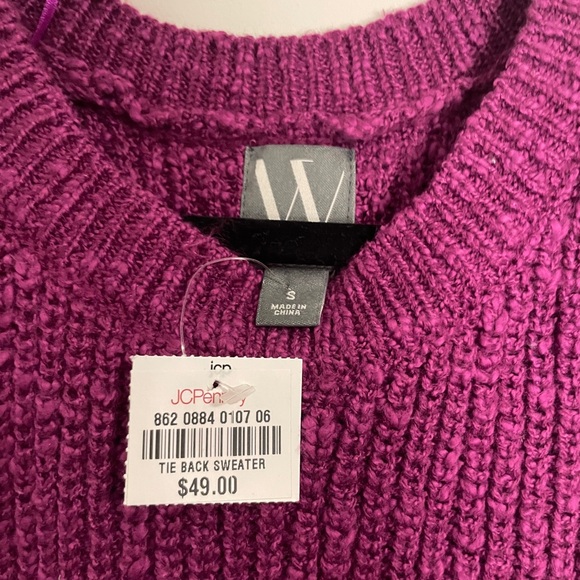 W
S
MADE IN
CHINA
jcp
JCPenney
862 0884 0107 06
TIE BACK SWEATER
$49.00